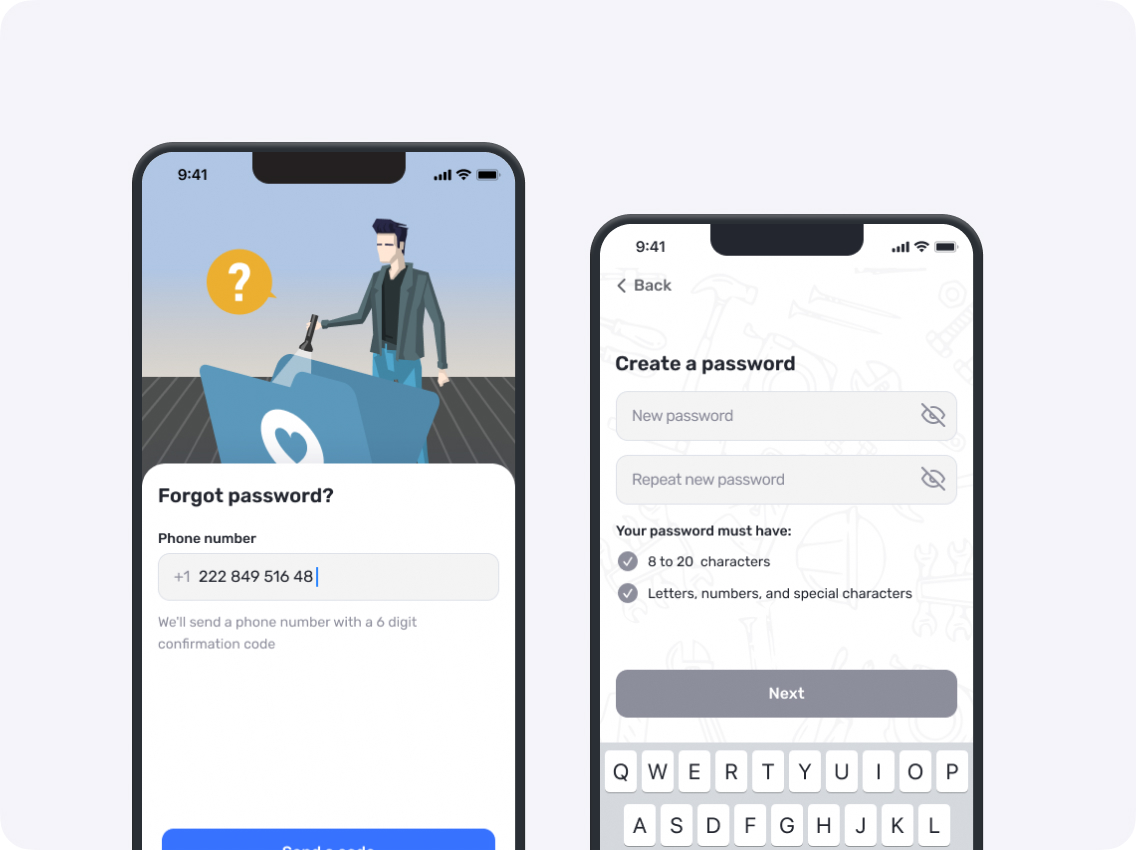 9:41
?
Forgot password?
Phone number
+1 222 849 516 48
We'll send a phone number with a 6 digit
confirmation code
Send a code
9:41
Back
Create a password
New password
Repeat new password
Your password must have:
8 to 20 characters
Letters, numbers, and special characters
Next
Q W E R T Y U I O P
A S D F G H J K L